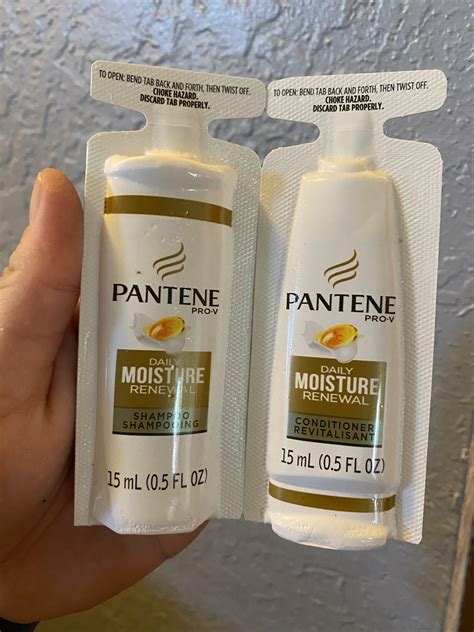 TO OPEN: BEND TAB BACK AND FORTH, THEN TWIST OFF.
CHOKE HAZARD.
DISCARD TAB PROPERLY.
PANTENE
PRO-V
DAILY
MOISTURE
RENEWAL
SHAMPOO
SHAMPOOING
15 mL (0.5 FL OZ)
TO OPEN: BEND TAB BACK AND FORTH, THEN TWIST OFF.
CHOKE HAZARD.
DISCARD TAB PROPERLY.
PANTENE
PRO-V
DAILY
MOISTURE
RENEWAL
CONDITIONER
REVITALISANT
15 mL (0.5 FL OZ)